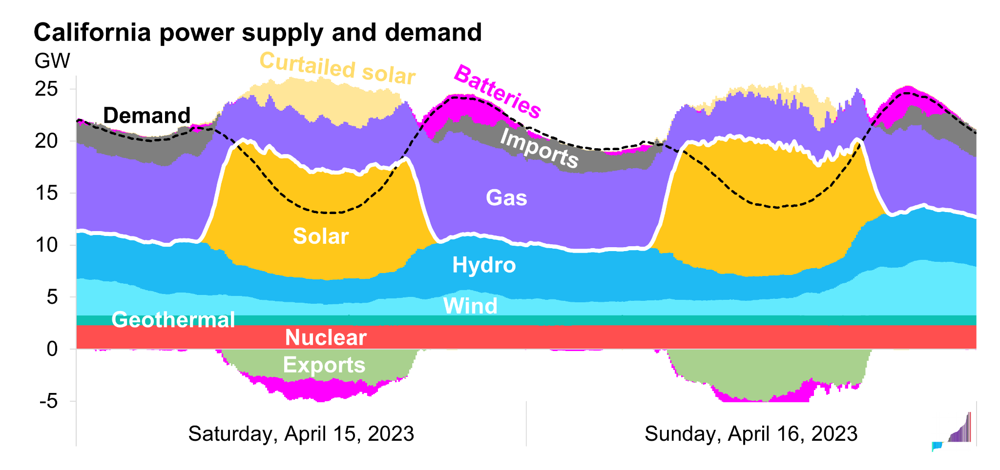 California power supply and demand
GW
Curtailed solar
Batteries
25
Demand
20
Imports
15
Gas
Solar
10
Hydro
5
Wind
Geothermal
Nuclear
0
Exports
-5
Saturday, April 15, 2023
Sunday, April 16, 2023